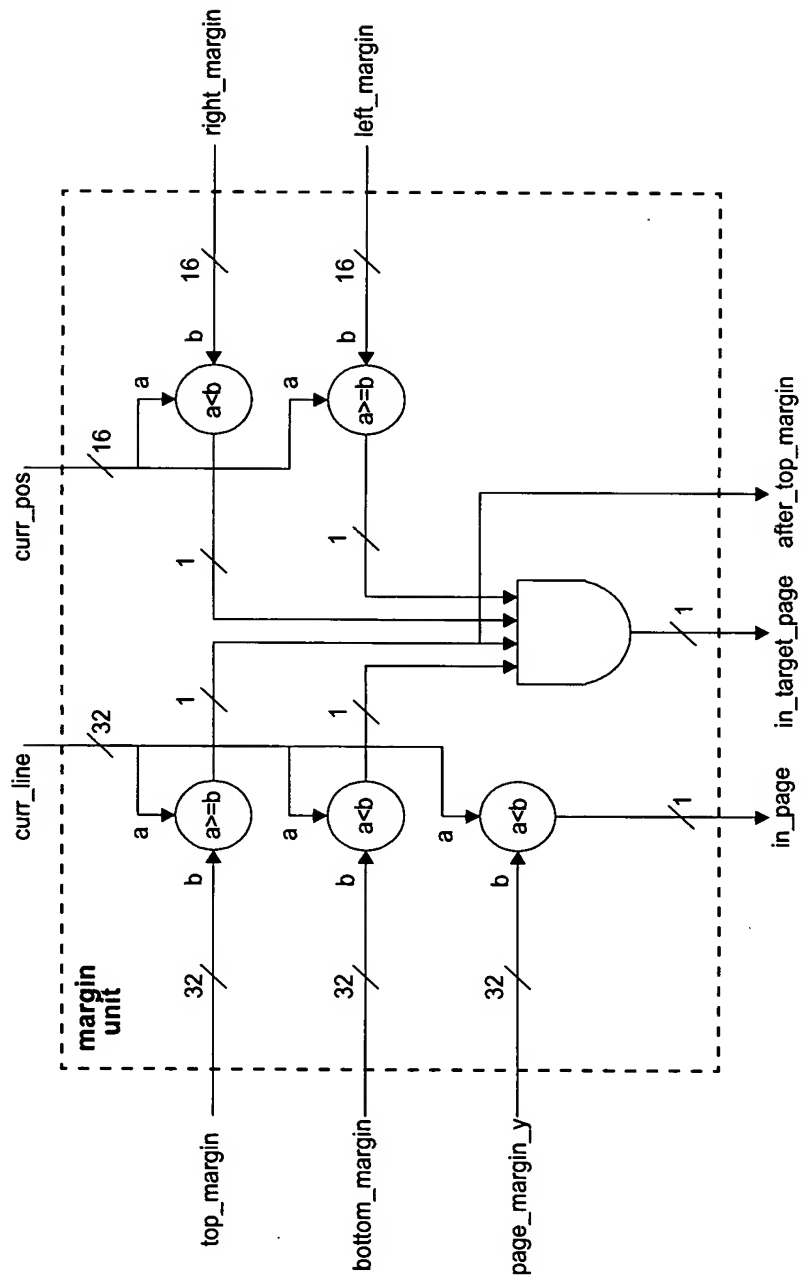 margin
unit
curr_line
curr_pos
32
16
top_margin
32
b
a
a>=b
1
right_margin
16
b
a
a<b
1
bottom_margin
32
b
a
a<b
1
left_margin
16
b
a
a>=b
1
page_margin_y
32
b
a
a<b
1
1
in_page
in_target_page
after_top_margin